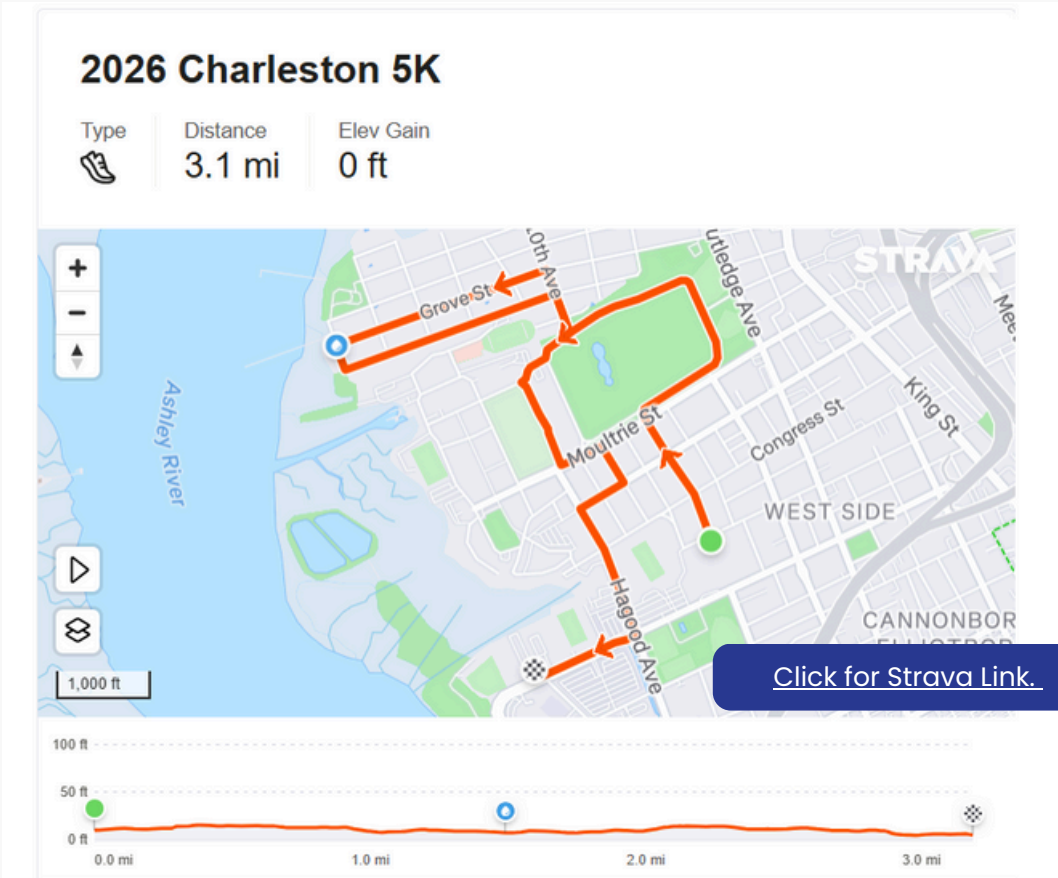 2026 Charleston 5K
Type
Distance
Elev Gain
3.1 mi
0 ft
STRAVA
Grove St
utledge Ave
Ashley River
Moultrie St
Congress St
King St
WEST SIDE
Hagood Ave
CANNONBOR
1,000 ft
Click for Strava Link.
100 ft
50 ft
0 ft
0.0 mi
1.0 mi
2.0 mi
3.0 mi